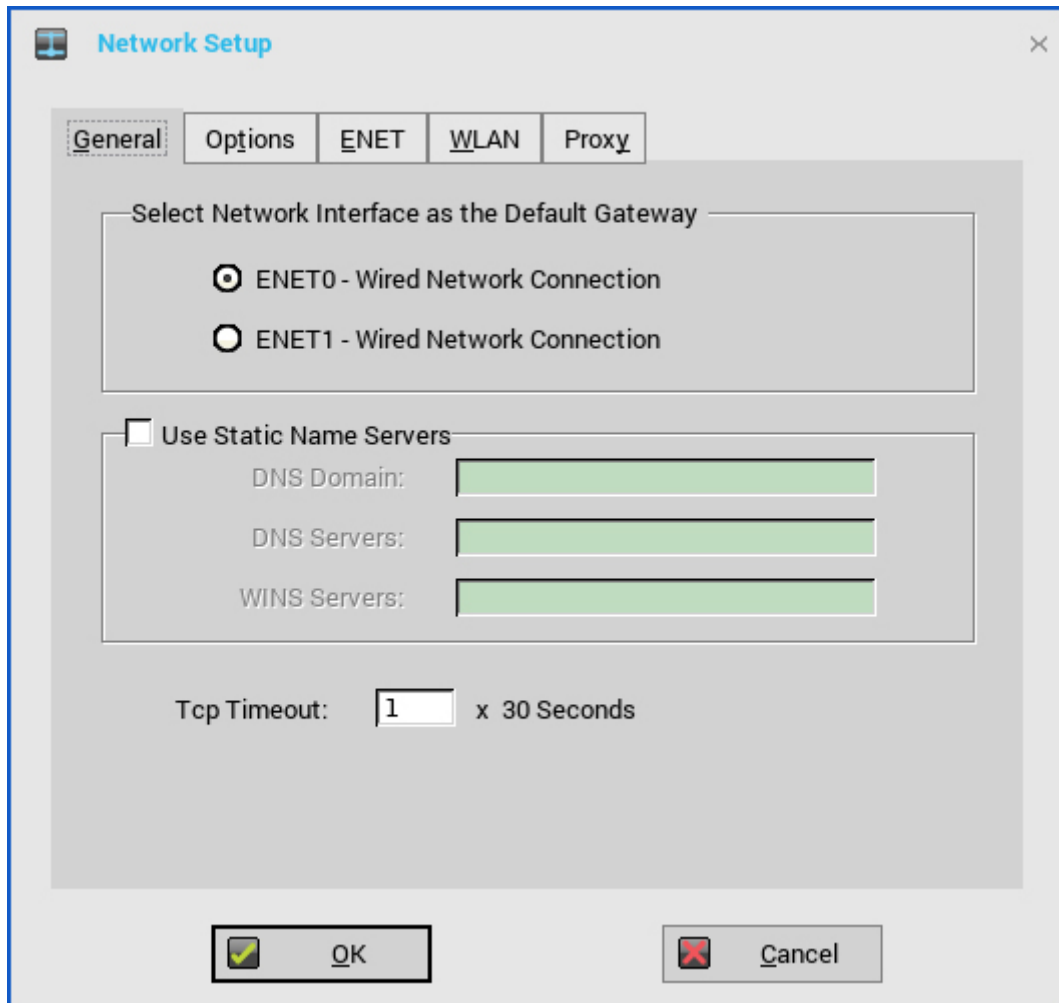 Network Setup
General Options ENET WLAN Proxy
Select Network Interface as the Default Gateway
ENET0 - Wired Network Connection
ENET1 - Wired Network Connection
Use Static Name Servers
DNS Domain:
DNS Servers:
WINS Servers:
Tcp Timeout: 1 x 30 Seconds
OK Cancel